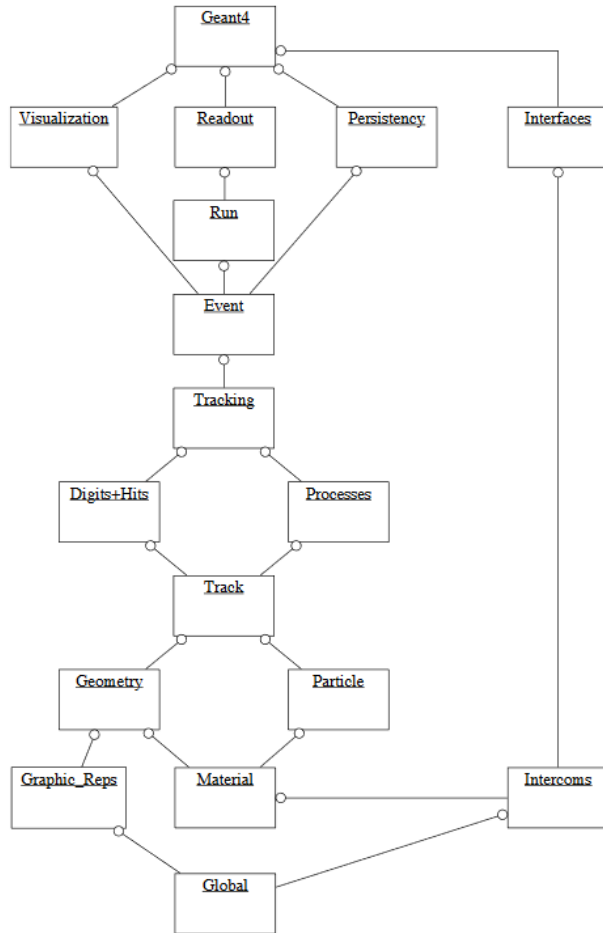 Geant4
Visualization
Readout
Persistency
Interfaces
Run
Event
Tracking
Digits+Hits
Processes
Track
Geometry
Particle
Graphic_Reps
Material
Intercoms
Global